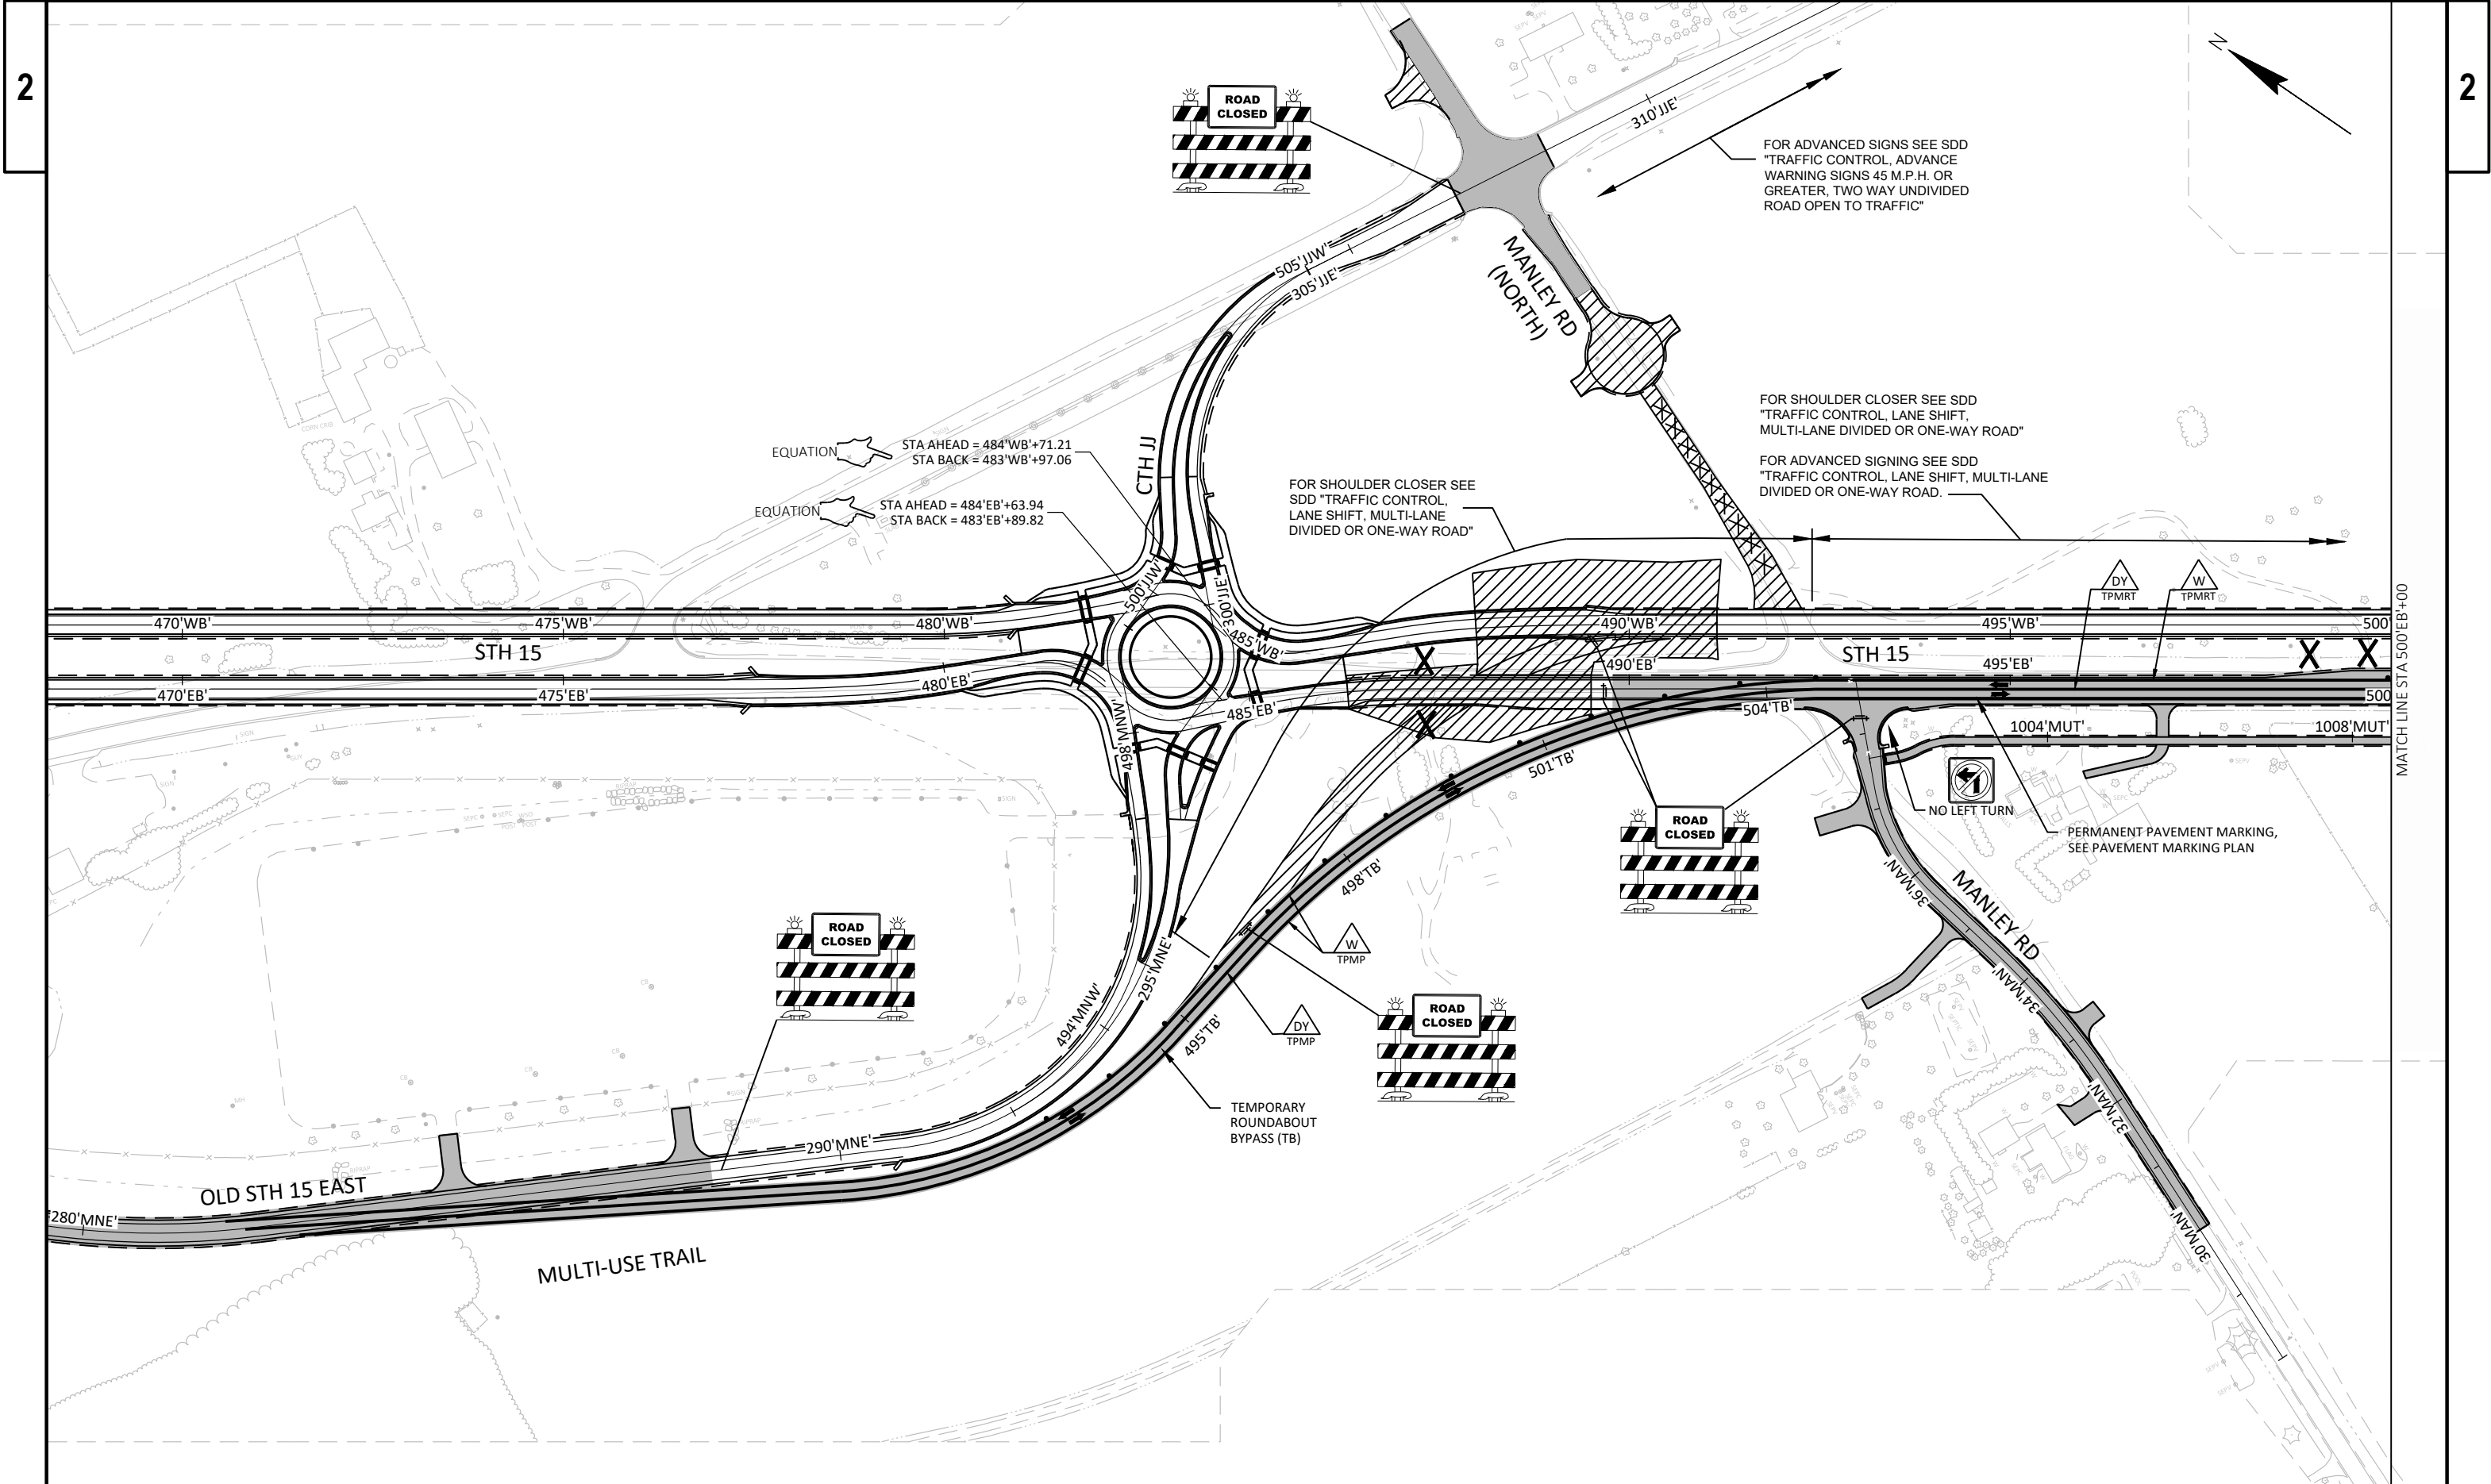 2
2
N
ROAD
CLOSED
310'JJE'
FOR ADVANCED SIGNS SEE SDD
"TRAFFIC CONTROL, ADVANCE
WARNING SIGNS 45 M.P.H. OR
GREATER, TWO WAY UNDIVIDED
ROAD OPEN TO TRAFFIC"
505'JJW'
305'JJE'
MANLEY RD
(NORTH)
FOR SHOULDER CLOSER SEE SDD
"TRAFFIC CONTROL, LANE SHIFT,
MULTI-LANE DIVIDED OR ONE-WAY ROAD"
FOR ADVANCED SIGNING SEE SDD
"TRAFFIC CONTROL, LANE SHIFT, MULTI-LANE
DIVIDED OR ONE-WAY ROAD.
CORN CRIB
EQUATION
STA AHEAD = 484'WB'+71.21
STA BACK = 483'WB'+97.06
EQUATION
STA AHEAD = 484'EB'+63.94
STA BACK = 483'EB'+89.82
CTH JJ
FOR SHOULDER CLOSER SEE
SDD "TRAFFIC CONTROL,
LANE SHIFT, MULTI-LANE
DIVIDED OR ONE-WAY ROAD"
500'JJW'
300'JJE'
DY
TPMRT
W
TPMRT
MATCH LINE STA 500'EB'+00
470'WB'
475'WB'
480'WB'
485'WB'
490'WB'
495'WB'
500'
STH 15
STH 15
470'EB'
475'EB'
480'EB'
485'EB'
490'EB'
495'EB'
500
498'MNW'
504'TB'
1004'MUT'
1008'MUT'
501'TB'
NO LEFT TURN
PERMANENT PAVEMENT MARKING,
SEE PAVEMENT MARKING PLAN
ROAD
CLOSED
498'TB'
36'MAN'
MANLEY RD
ROAD
CLOSED
W
TPMP
295'MNE'
494'MNW'
34'MAN'
ROAD
CLOSED
DY
TPMP
495'TB'
TEMPORARY
ROUNDABOUT
BYPASS (TB)
32'MAN'
290'MNE'
OLD STH 15 EAST
280'MNE'
MULTI-USE TRAIL
30'MAN'